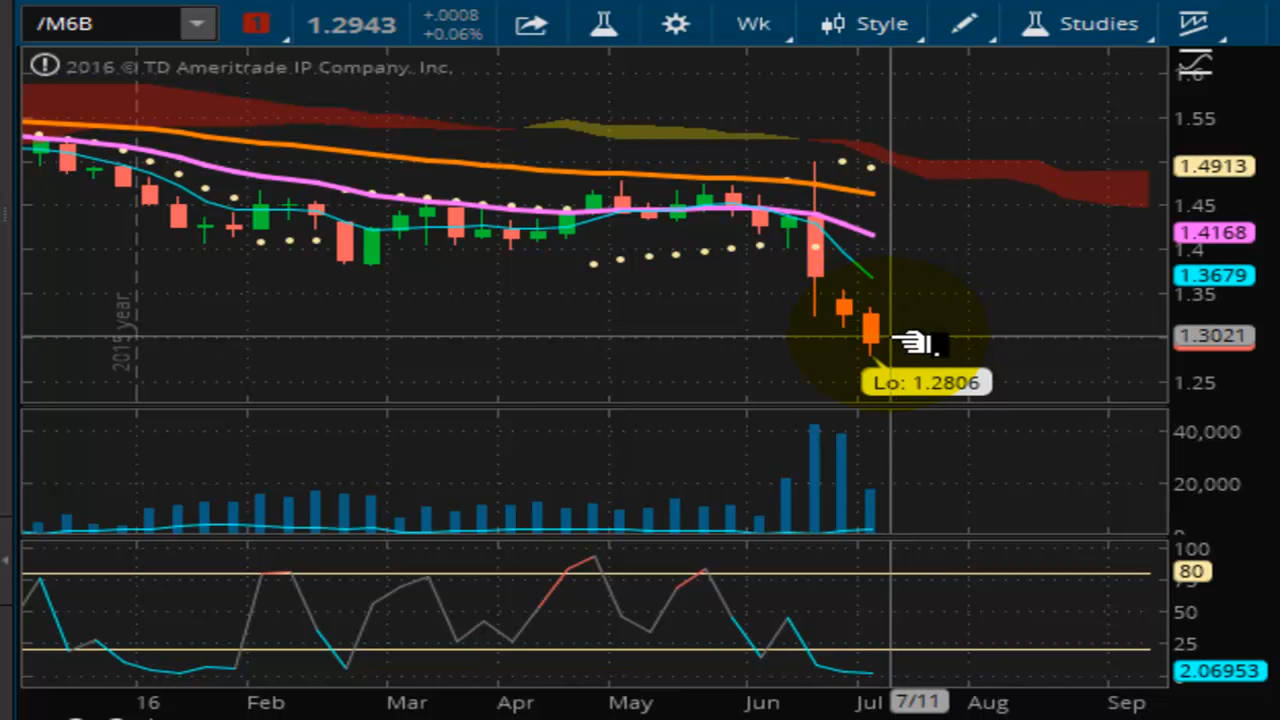 /M6B
1
1.2943
+.0008
+0.06%
Wk
Style
Studies
2016 © TD Ameritrade IP Company, Inc.
1.6
1.55
1.4913
1.45
1.4168
1.4
1.3679
1.35
1.3021
1.25
2015 year
Lo: 1.2806
40,000
20,000
100
80
50
25
2.06953
16
Feb
Mar
Apr
May
Jun
Jul
7/11
Aug
Sep